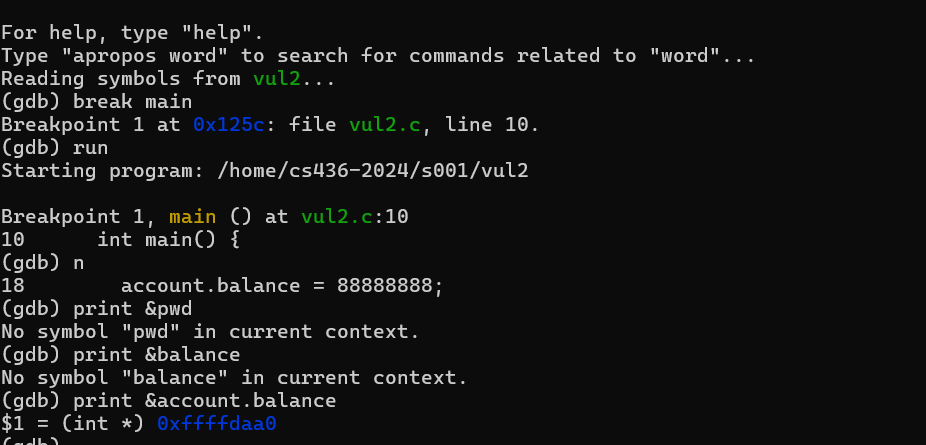 For help, type "help".
Type "apropos word" to search for commands related to "word"...
Reading symbols from vul2...
(gdb) break main
Breakpoint 1 at 0x125c: file vul2.c, line 10.
(gdb) run
Starting program: /home/cs436-2024/s001/vul2
Breakpoint 1, main () at vul2.c:10
10      int main() {
(gdb) n
18        account.balance = 88888888;
(gdb) print &pwd
No symbol "pwd" in current context.
(gdb) print &balance
No symbol "balance" in current context.
(gdb) print &account.balance
$1 = (int *) 0xffffdaa0
(gdb)